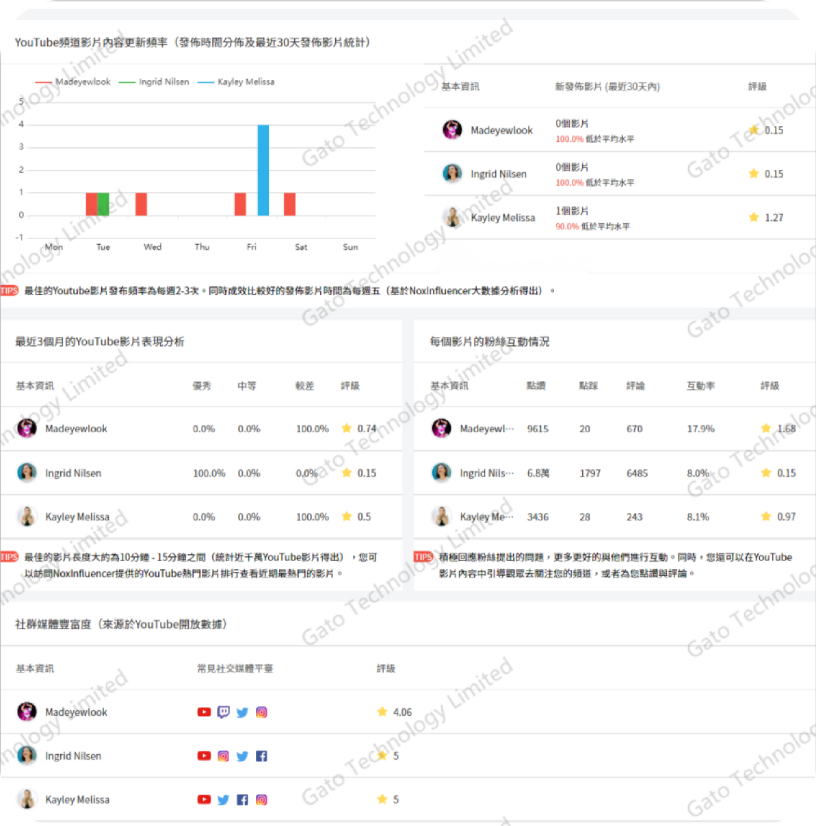 YouTube頻道影片內容更新頻率（發佈時間分佈及最近30天發佈影片統計）
Madeyewlook Ingrid Nilsen Kayley Melissa
5
4
3
2
1
0
-1
Mon Tue Wed Thu Fri Sat Sun
基本資訊 新發佈影片 (最近30天內) 評級
Madeyewlook 0個影片 0.15
100.0% 低於平均水平
Ingrid Nilsen 0個影片 0.15
100.0% 低於平均水平
Kayley Melissa 1個影片 1.27
90.0% 低於平均水平
TIPS 最佳的Youtube影片發布頻率為每週2-3次。同時成效比較好的發佈影片時間為每週五（基於NoxInfluencer大數據分析得出）。
最近3個月的YouTube影片表現分析
基本資訊 優秀 中等 較差 評級
Madeyewlook 0.0% 0.0% 100.0% 0.74
Ingrid Nilsen 100.0% 0.0% 0.0% 0.15
Kayley Melissa 0.0% 0.0% 100.0% 0.5
TIPS 最佳的影片長度大約為10分鐘 - 15分鐘之間（統計近千萬YouTube影片得出），您可
以訪問NoxInfluencer提供的YouTube熱門影片排行查看近期最熱門的影片。
每個影片的粉絲互動情況
基本資訊 點讚 點踩 評論 互動率 評級
Madeyewl··· 9615 20 670 17.9% 1.68
Ingrid Nils··· 6.8萬 1797 6485 8.0% 0.15
Kayley Me··· 3436 28 243 8.1% 0.97
TIPS 積極回應粉絲提出的問題，更多更好的與他們進行互動。同時，您還可以在YouTube
影片內容中引導觀眾去關注您的頻道，或者為您點讚與評論。
社群媒體豐富度（來源於YouTube開放數據）
基本資訊 常見社交媒體平臺 評級
Madeyewlook 4.06
Ingrid Nilsen 5
Kayley Melissa 5
Gato Technology Limited